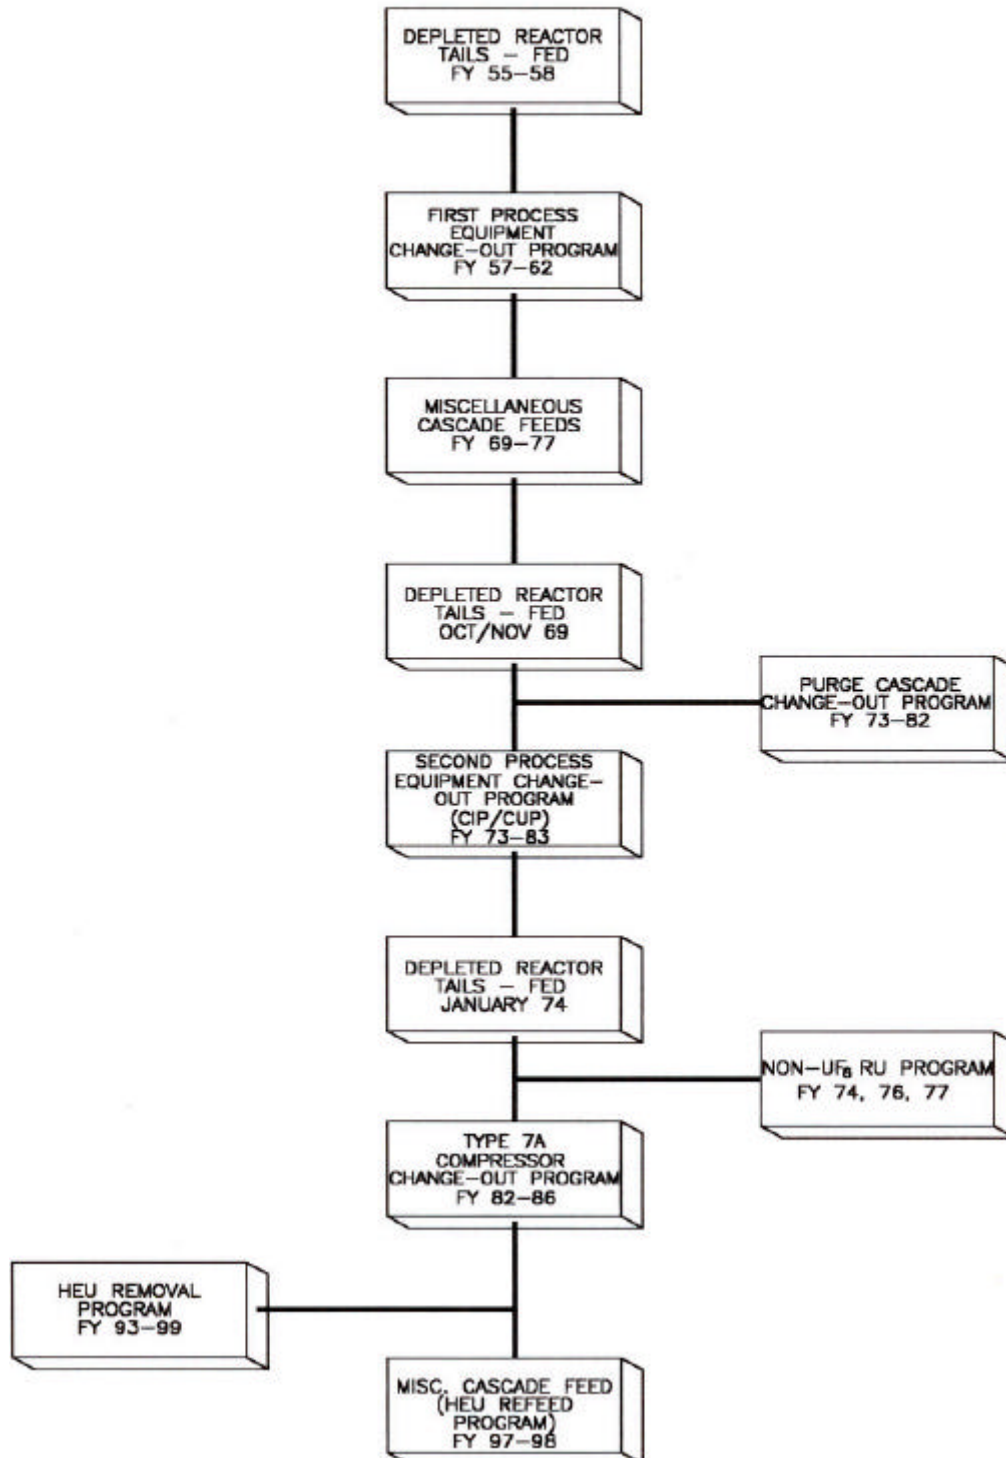 DEPLETED REACTOR
TAILS – FED
FY 55–58
FIRST PROCESS
EQUIPMENT
CHANGE–OUT PROGRAM
FY 57–62
MISCELLANEOUS
CASCADE FEEDS
FY 69–77
DEPLETED REACTOR
TAILS – FED
OCT/NOV 69
PURGE CASCADE
CHANGE–OUT PROGRAM
FY 73–82
SECOND PROCESS
EQUIPMENT CHANGE–
OUT PROGRAM
(CIP/CUP)
FY 73–83
DEPLETED REACTOR
TAILS – FED
JANUARY 74
NON–UF₆ RU PROGRAM
FY 74, 76, 77
TYPE 7A
COMPRESSOR
CHANGE–OUT PROGRAM
FY 82–86
HEU REMOVAL
PROGRAM
FY 93–99
MISC. CASCADE FEED
(HEU REFEED
PROGRAM)
FY 97–98